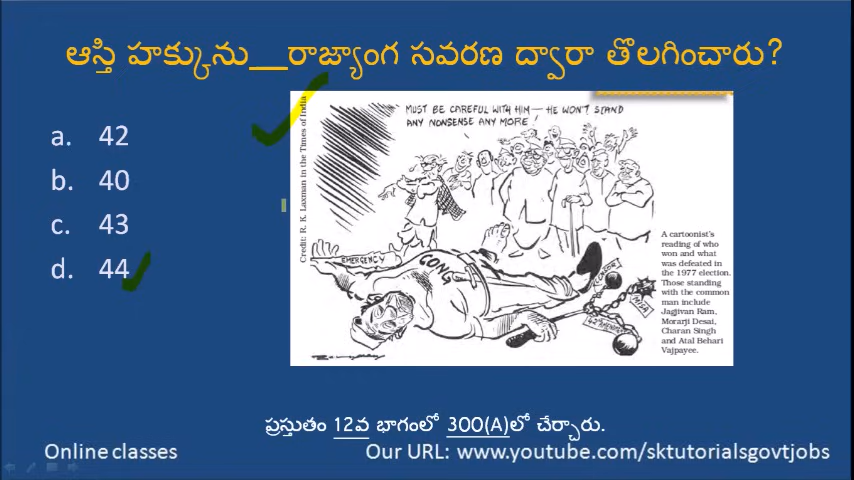 ఆస్తి హక్కును__రాజ్యాంగ సవరణ ద్వారా తొలగించారు?
a. 42
b. 40
c. 43
d. 44
Credit: R. K. Laxman in the Times of India
MUST BE CAREFUL WITH HIM — HE WON'T STAND
ANY NONSENSE ANY MORE!
EMERGENCY
CONG
MISA
A cartoonist's
reading of who
won and what
was defeated in
the 1977 election.
Those standing
with the common
man include
Jagjivan Ram,
Morarji Desai,
Charan Singh
and Atal Behari
Vajpayee.
ప్రస్తుతం 12వ భాగంలో 300(A)లో చేర్చారు.
Online classes
Our URL: www.youtube.com/sktutorialsgovtjobs